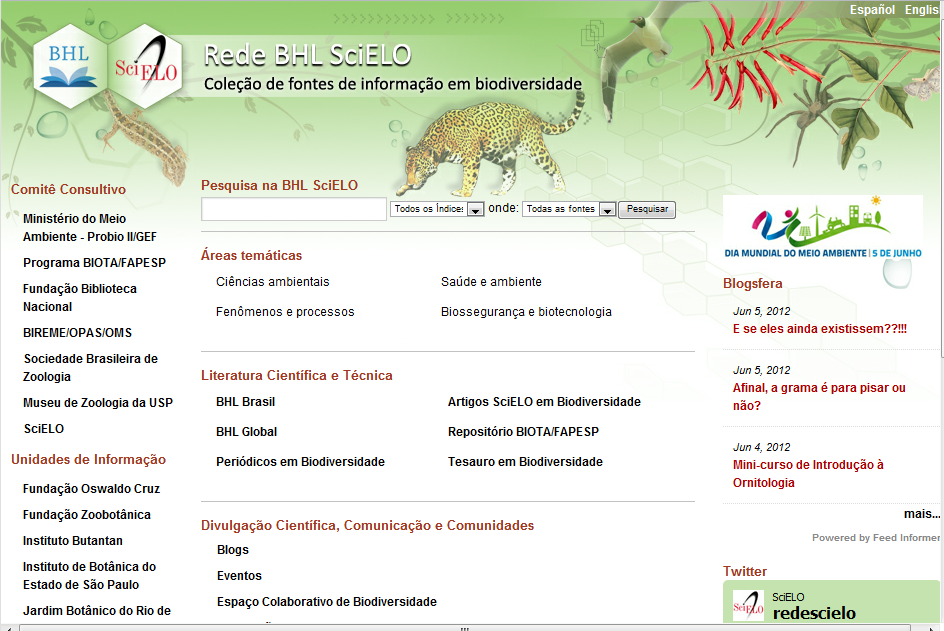 Español Englis
BHL
SciELO
Rede BHL SciELO
Coleção de fontes de informação em biodiversidade
Comitê Consultivo
Ministério do Meio
Ambiente - Probio II/GEF
Programa BIOTA/FAPESP
Fundação Biblioteca
Nacional
BIREME/OPAS/OMS
Sociedade Brasileira de
Zoologia
Museu de Zoologia da USP
SciELO
Unidades de Informação
Fundação Oswaldo Cruz
Fundação Zoobotânica
Instituto Butantan
Instituto de Botânica do
Estado de São Paulo
Jardim Botânico do Rio de
Pesquisa na BHL SciELO
Todos os Índice: onde: Todas as fontes Pesquisar
Áreas temáticas
Ciências ambientais Saúde e ambiente
Fenômenos e processos Biossegurança e biotecnologia
Literatura Científica e Técnica
BHL Brasil Artigos SciELO em Biodiversidade
BHL Global Repositório BIOTA/FAPESP
Periódicos em Biodiversidade Tesauro em Biodiversidade
Divulgação Científica, Comunicação e Comunidades
Blogs
Eventos
Espaço Colaborativo de Biodiversidade
DIA MUNDIAL DO MEIO AMBIENTE | 5 DE JUNHO
Blogsfera
Jun 5, 2012
E se eles ainda existissem??!!!
Jun 5, 2012
Afinal, a grama é para pisar ou
não?
Jun 4, 2012
Mini-curso de Introdução à
Ornitologia
mais...
Powered by Feed Informer
Twitter
SciELO
SciELO
redescielo